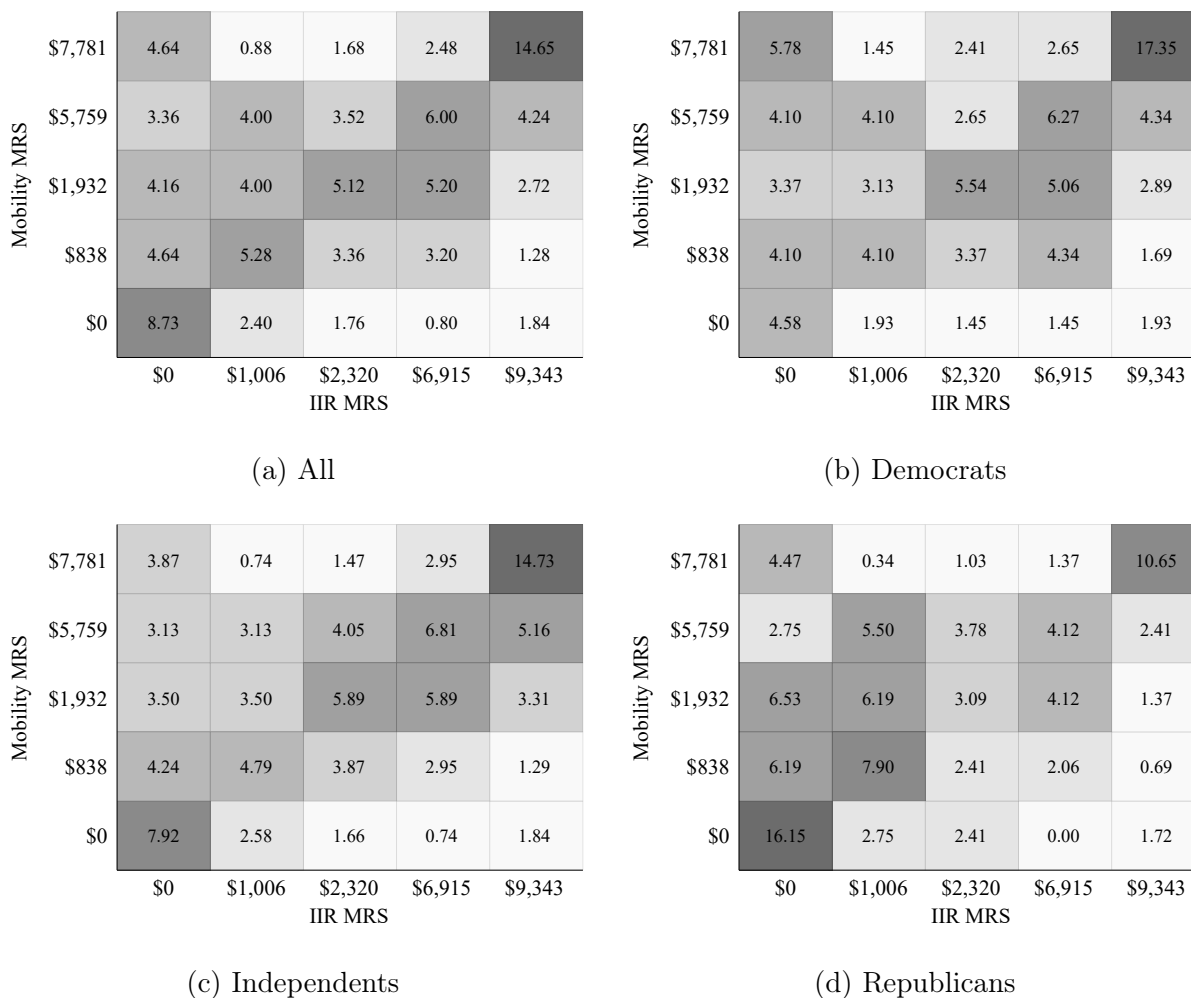 $7,781 4.64 0.88 1.68 2.48 14.65
$5,759 3.36 4.00 3.52 6.00 4.24
$1,932 4.16 4.00 5.12 5.20 2.72
$838 4.64 5.28 3.36 3.20 1.28
$0 8.73 2.40 1.76 0.80 1.84
Mobility MRS
$0 $1,006 $2,320 $6,915 $9,343
IIR MRS
(a) All
$7,781 5.78 1.45 2.41 2.65 17.35
$5,759 4.10 4.10 2.65 6.27 4.34
$1,932 3.37 3.13 5.54 5.06 2.89
$838 4.10 4.10 3.37 4.34 1.69
$0 4.58 1.93 1.45 1.45 1.93
Mobility MRS
$0 $1,006 $2,320 $6,915 $9,343
IIR MRS
(b) Democrats
$7,781 3.87 0.74 1.47 2.95 14.73
$5,759 3.13 3.13 4.05 6.81 5.16
$1,932 3.50 3.50 5.89 5.89 3.31
$838 4.24 4.79 3.87 2.95 1.29
$0 7.92 2.58 1.66 0.74 1.84
Mobility MRS
$0 $1,006 $2,320 $6,915 $9,343
IIR MRS
(c) Independents
$7,781 4.47 0.34 1.03 1.37 10.65
$5,759 2.75 5.50 3.78 4.12 2.41
$1,932 6.53 6.19 3.09 4.12 1.37
$838 6.19 7.90 2.41 2.06 0.69
$0 16.15 2.75 2.41 0.00 1.72
Mobility MRS
$0 $1,006 $2,320 $6,915 $9,343
IIR MRS
(d) Republicans